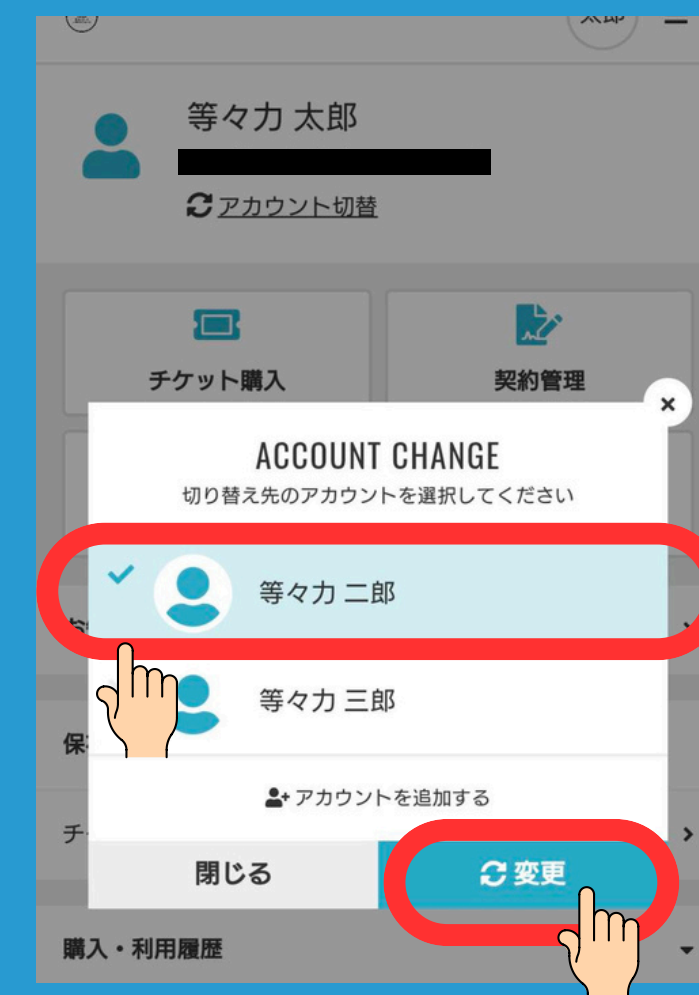 太郎
等々力 太郎
アカウント切替
チケット購入
契約管理
ACCOUNT CHANGE
切り替え先のアカウントを選択してください
等々力 二郎
等々力 三郎
アカウントを追加する
閉じる
変更
購入・利用履歴